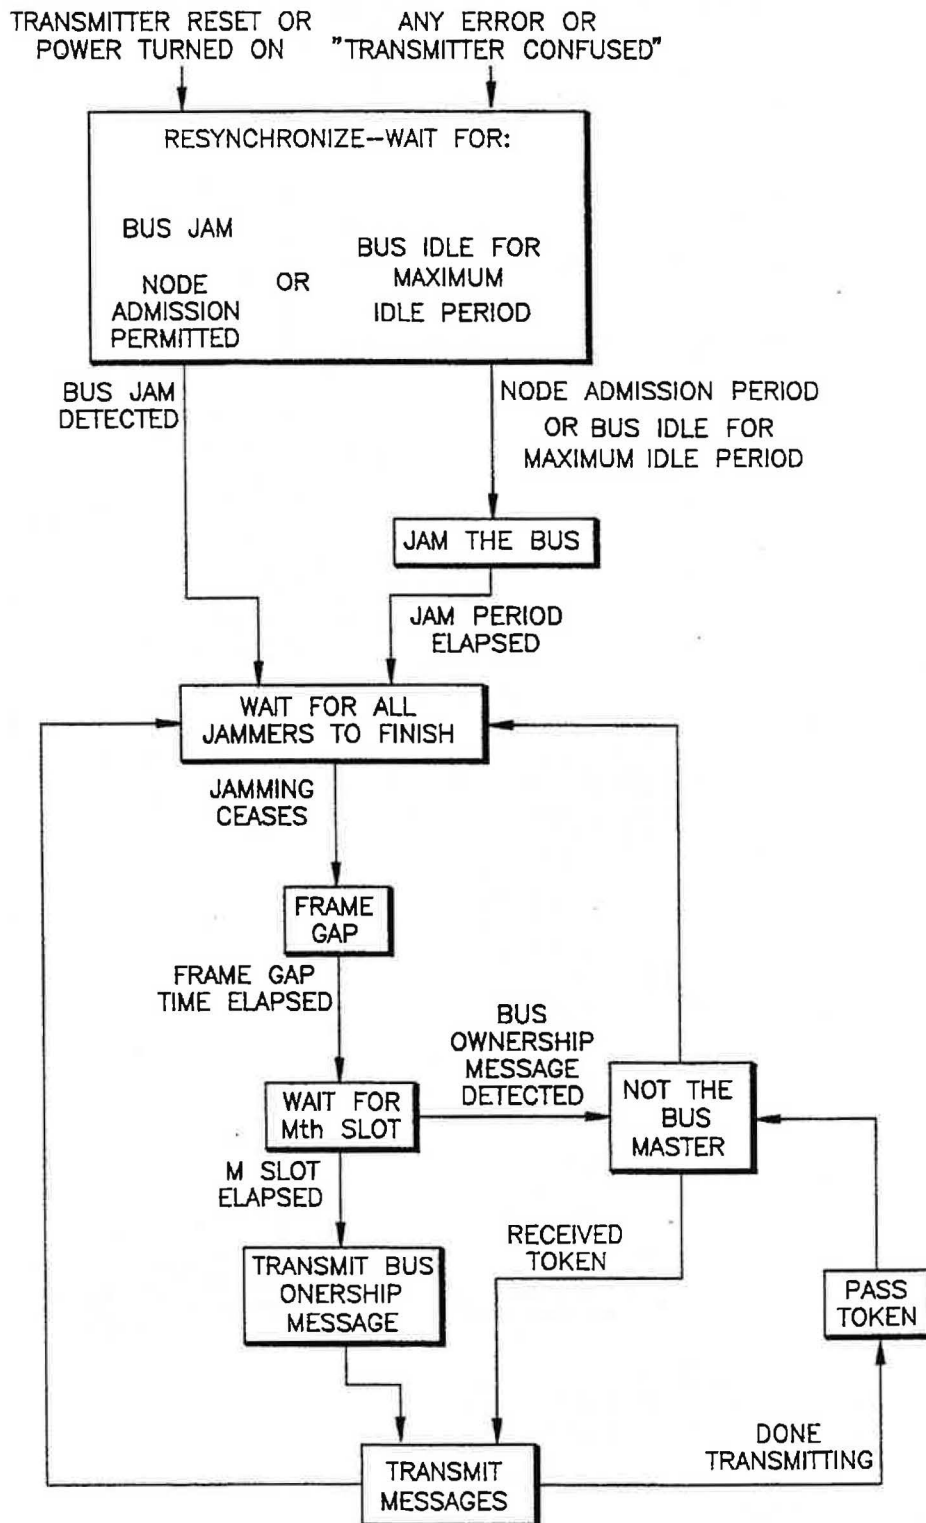 TRANSMITTER RESET OR
POWER TURNED ON
ANY ERROR OR
"TRANSMITTER CONFUSED"
RESYNCHRONIZE-WAIT FOR:
BUS JAM
NODE
ADMISSION
PERMITTED
OR
BUS IDLE FOR
MAXIMUM
IDLE PERIOD
BUS JAM
DETECTED
NODE ADMISSION PERIOD
OR BUS IDLE FOR
MAXIMUM IDLE PERIOD
JAM THE BUS
JAM PERIOD
ELAPSED
WAIT FOR ALL
JAMMERS TO FINISH
JAMMING
CEASES
FRAME
GAP
FRAME GAP
TIME ELAPSED
BUS
OWNERSHIP
MESSAGE
DETECTED
WAIT FOR
Mth SLOT
NOT THE
BUS
MASTER
M SLOT
ELAPSED
RECEIVED
TOKEN
TRANSMIT BUS
ONERSHIP
MESSAGE
PASS
TOKEN
DONE
TRANSMITTING
TRANSMIT
MESSAGES